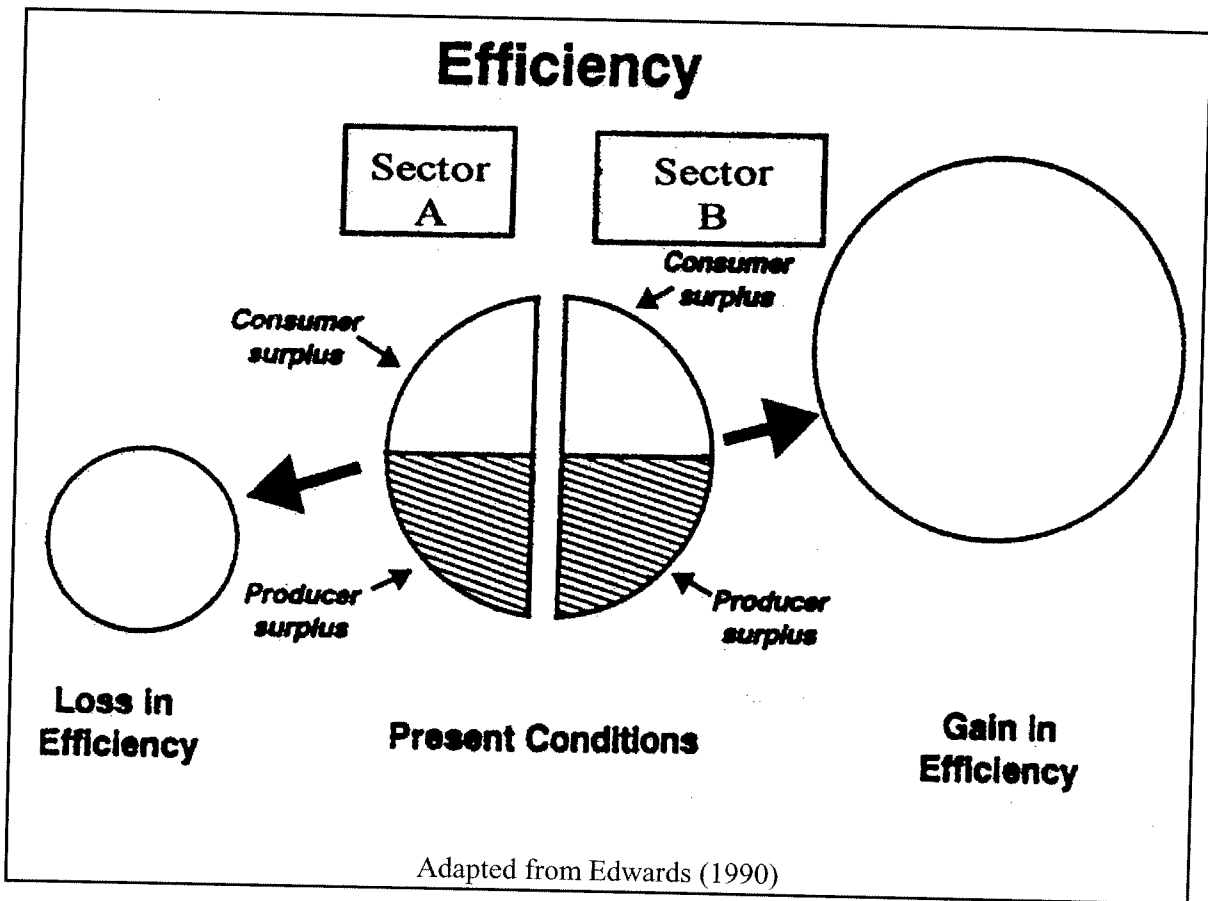 Efficiency
Sector
A
Sector
B
Consumer
surplus
Consumer
surplus
Producer
surplus
Producer
surplus
Loss in
Efficiency
Present Conditions
Gain in
Efficiency
Adapted from Edwards (1990)